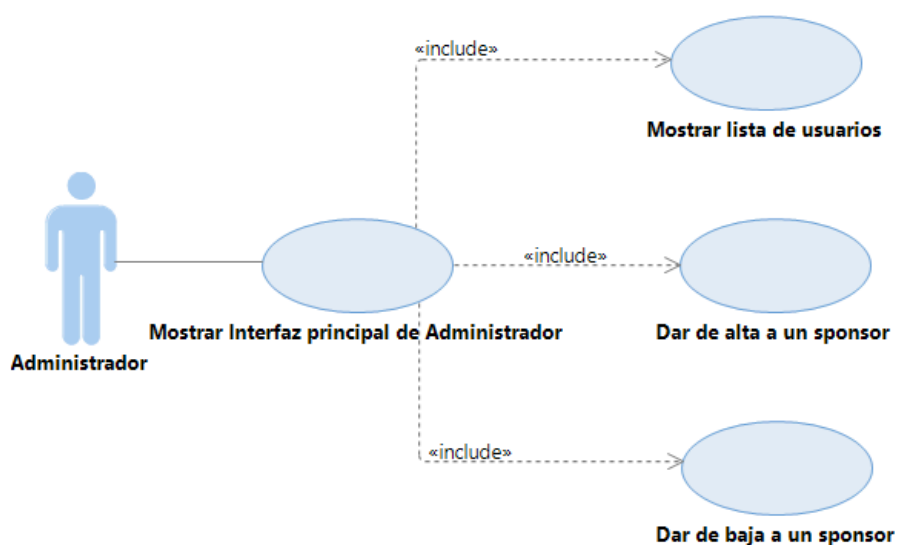 «include»
Mostrar lista de usuarios
«include»
Mostrar Interfaz principal de Administrador
Dar de alta a un sponsor
Administrador
«include»
Dar de baja a un sponsor